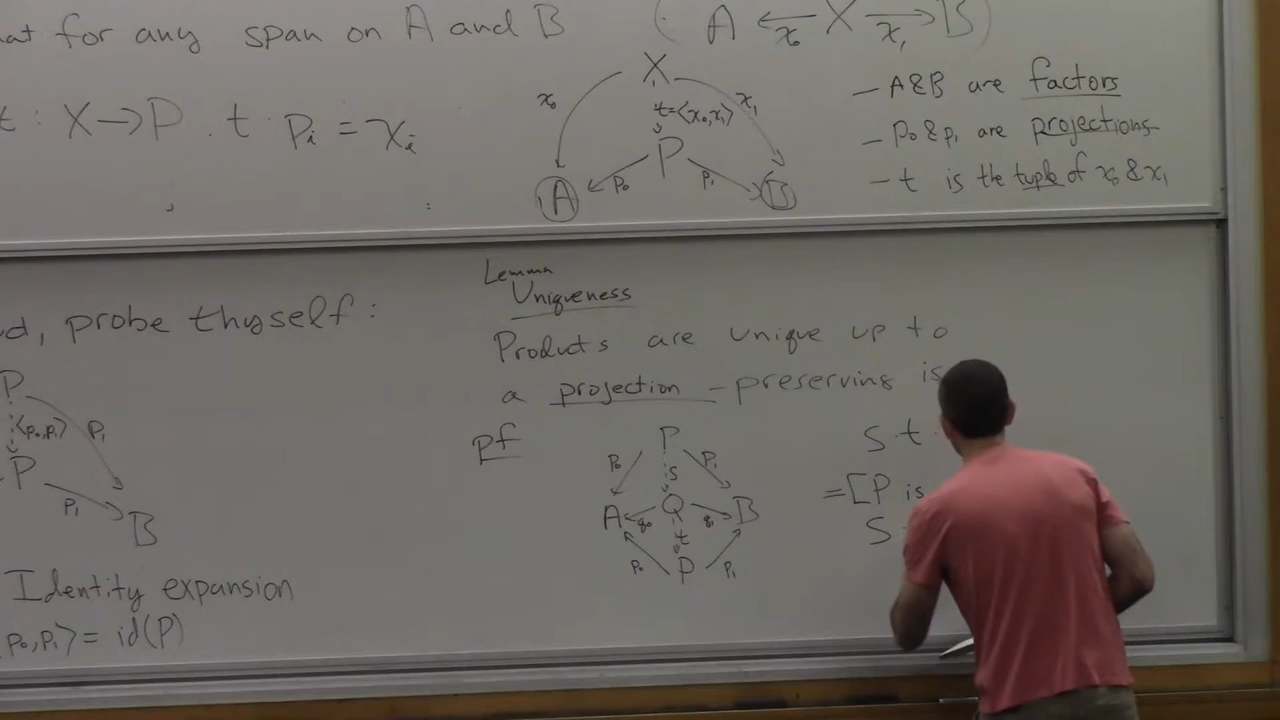 at for any span on A and B ( A ←x₀ X x₁→ B )
t : X → P . t · pᵢ = xᵢ
X
x₀ t=⟨x₀,x₁⟩ x₁
P
A p₀ p₁ B
— A&B are factors
— p₀&p₁ are projections
— t is the tuple of x₀ & x₁
d, probe thyself :
P
⟨p₀,p₁⟩ p₁
P
p₁
B
Identity expansion
p₀,p₁⟩ = id(P)
Lemma
Uniqueness
Products are unique up to
a projection-preserving is
pf
P
p₀ s p₁
A q₀ Q q₁ B
t
p₀ P p₁
s · t
= [P is
s